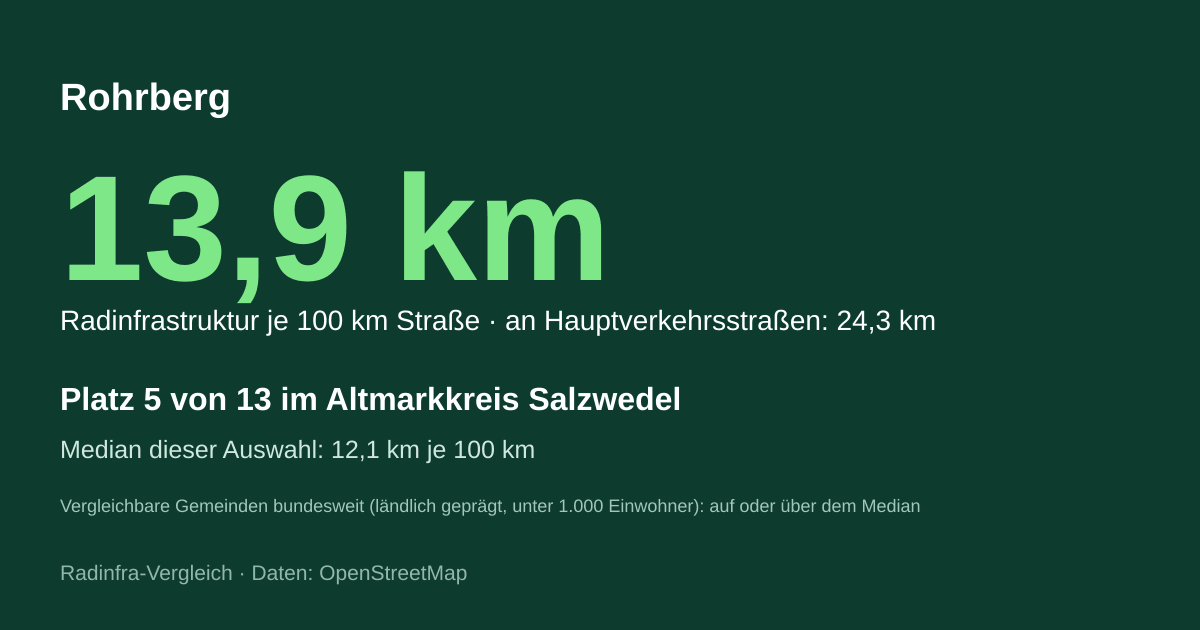 Rohrberg
13,9 km
Radinfrastruktur je 100 km Straße · an Hauptverkehrsstraßen: 24,3 km
Platz 5 von 13 im Altmarkkreis Salzwedel
Median dieser Auswahl: 12,1 km je 100 km
Vergleichbare Gemeinden bundesweit (ländlich geprägt, unter 1.000 Einwohner): auf oder über dem Median
Radinfra-Vergleich · Daten: OpenStreetMap